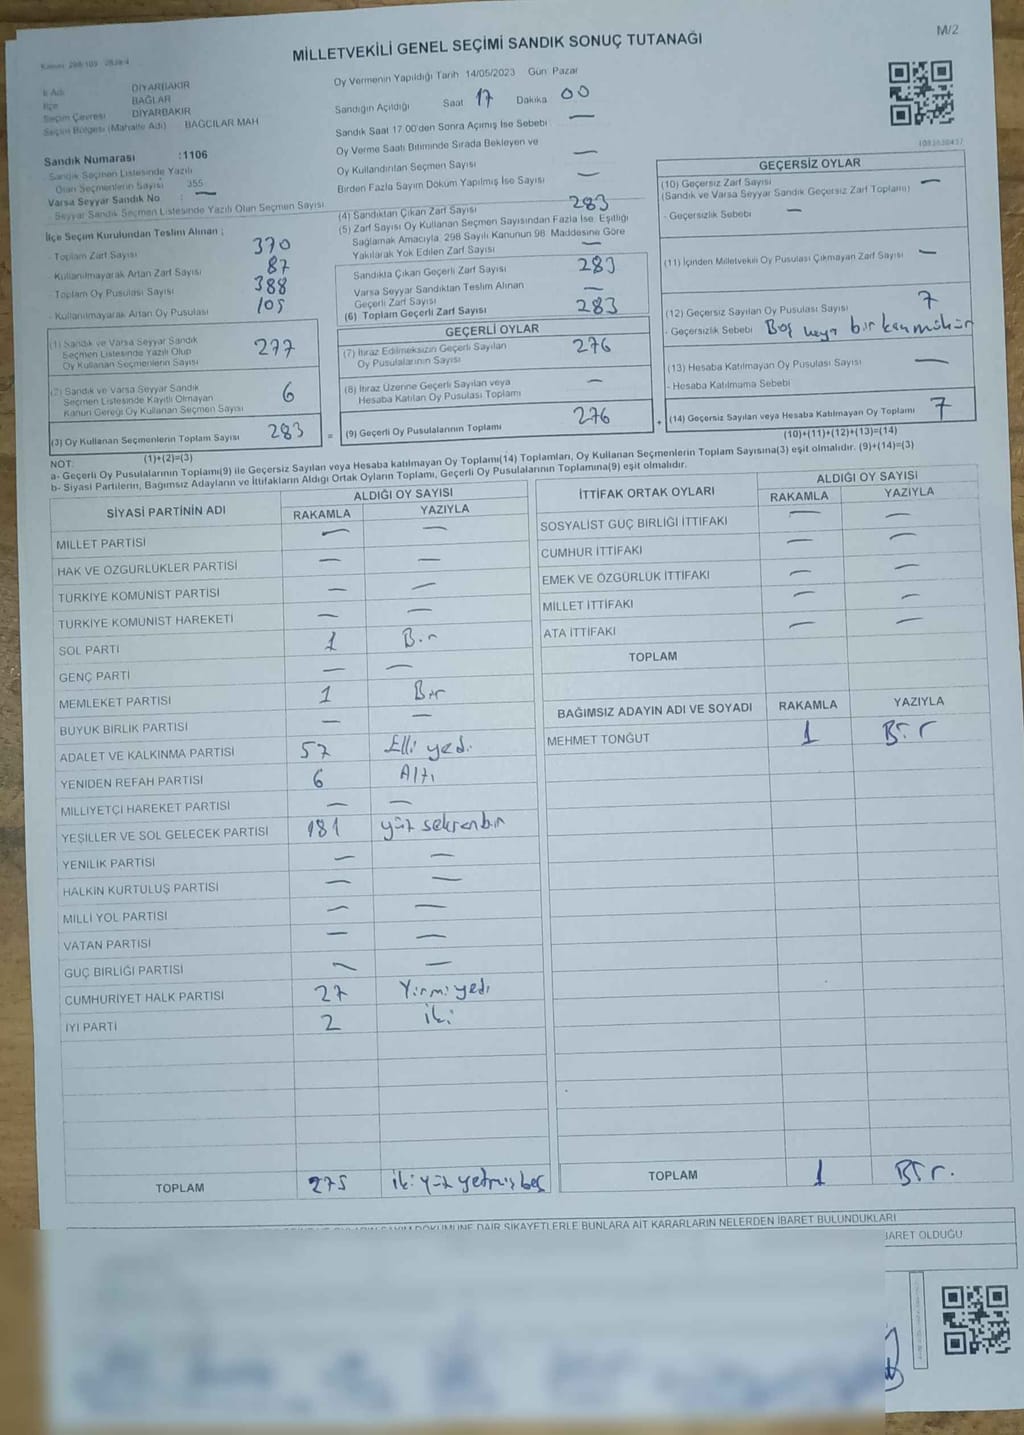 M/2
MİLLETVEKİLİ GENEL SEÇİMİ SANDIK SONUÇ TUTANAĞI
İl Adı DİYARBAKIR
İlçe BAĞLAR
Seçim Çevresi DİYARBAKIR
Seçim Bölgesi (Mahalle Adı) BAĞCILAR MAH
Sandık Numarası :1106
Sandık Seçmen Listesinde Yazılı
Olan Seçmenlerin Sayısı 355
Varsa Seyyar Sandık No : —
Seyyar Sandık Seçmen Listesinde Yazılı Olan Seçmen Sayısı
İlçe Seçim Kurulundan Teslim Alınan ;
- Toplam Zarf Sayısı 370
- Kullanılmayarak Artan Zarf Sayısı 87
- Toplam Oy Pusulası Sayısı 388
- Kullanılmayarak Artan Oy Pusulası 105
(1) Sandık ve Varsa Seyyar Sandık
Seçmen Listesinde Yazılı Olup
Oy Kullanan Seçmenlerin Sayısı 277
(2) Sandık ve Varsa Seyyar Sandık
Seçmen Listesinde Kayıtlı Olmayan
Kanun Gereği Oy Kullanan Seçmen Sayısı 6
(3) Oy Kullanan Seçmenlerin Toplam Sayısı 283
(1)+(2)=(3)
Oy Vermenin Yapıldığı Tarih 14/05/2023 Gün Pazar
Sandığın Açıldığı Saat 17 Dakika 00
Sandık Saat 17:00'den Sonra Açımış İse Sebebi —
Oy Verme Saati Bitiminde Sırada Bekleyen ve
Oy Kullandırılan Seçmen Sayısı —
Birden Fazla Sayım Döküm Yapılmış İse Sayısı —
(4) Sandıktan Çıkan Zarf Sayısı 283
(5) Zarf Sayısı Oy Kullanan Seçmen Sayısından Fazla İse, Eşitliği
Sağlamak Amacıyla, 298 Sayılı Kanunun 98. Maddesine Göre
Yakılarak Yok Edilen Zarf Sayısı —
Sandıkta Çıkan Geçerli Zarf Sayısı 283
Varsa Seyyar Sandıktan Teslim Alınan
Geçerli Zarf Sayısı —
(6) Toplam Geçerli Zarf Sayısı 283
GEÇERLİ OYLAR
(7) İtiraz Edilmeksizin Geçerli Sayılan
Oy Pusulalarının Sayısı 276
(8) İtiraz Üzerine Geçerli Sayılan veya
Hesaba Katılan Oy Pusulası Toplamı —
= (9) Geçerli Oy Pusulalarının Toplamı 276
1083630457
GEÇERSİZ OYLAR
(10) Geçersiz Zarf Sayısı —
(Sandık ve Varsa Seyyar Sandık Geçersiz Zarf Toplamı)
- Geçersizlik Sebebi —
(11) İçinden Milletvekili Oy Pusulası Çıkmayan Zarf Sayısı —
(12) Geçersiz Sayılan Oy Pusulası Sayısı 7
- Geçersizlik Sebebi Boş veya bir
(13) Hesaba Katılmayan Oy Pusulası Sayısı —
- Hesaba Katılmama Sebebi
+ (14) Geçersiz Sayılan veya Hesaba Katılmayan Oy Toplamı 7
(10)+(11)+(12)+(13)=(14)
NOT:
a- Geçerli Oy Pusulalarının Toplamı(9) ile Geçersiz Sayılan veya Hesaba katılmayan Oy Toplamı(14) Toplamları, Oy Kullanan Seçmenlerin Toplam Sayısına(3) eşit olmalıdır. (9)+(14)=(3)
b- Siyasi Partilerin, Bağımsız Adayların ve İttifakların Aldığı Ortak Oyların Toplamı, Geçerli Oy Pusulalarının Toplamına(9) eşit olmalıdır.
SİYASİ PARTİNİN ADI ALDIĞI OY SAYISI
RAKAMLA YAZIYLA
MİLLET PARTİSİ — —
HAK VE ÖZGÜRLÜKLER PARTİSİ — —
TÜRKİYE KOMÜNİST PARTİSİ — —
TÜRKİYE KOMÜNİST HAREKETİ — —
SOL PARTİ 1 Bir
GENÇ PARTİ — —
MEMLEKET PARTİSİ 1 Bir
BÜYÜK BİRLİK PARTİSİ — —
ADALET VE KALKINMA PARTİSİ 57 Elli yedi
YENİDEN REFAH PARTİSİ 6 Altı
MİLLİYETÇİ HAREKET PARTİSİ — —
YEŞİLLER VE SOL GELECEK PARTİSİ 181 yüz seksenbir
YENİLİK PARTİSİ — —
HALKIN KURTULUŞ PARTİSİ — —
MİLLİ YOL PARTİSİ — —
VATAN PARTİSİ — —
GÜÇ BİRLİĞİ PARTİSİ — —
CUMHURİYET HALK PARTİSİ 27 Yirmiyedi
İYİ PARTİ 2 iki
TOPLAM 275 iki yüz yetmiş beş
İTTİFAK ORTAK OYLARI ALDIĞI OY SAYISI
RAKAMLA YAZIYLA
SOSYALİST GÜÇ BİRLİĞİ İTTİFAKI — —
CUMHUR İTTİFAKI — —
EMEK VE ÖZGÜRLÜK İTTİFAKI — —
MİLLET İTTİFAKI — —
ATA İTTİFAKI — —
TOPLAM
BAĞIMSIZ ADAYIN ADI VE SOYADI RAKAMLA YAZIYLA
MEHMET TONĞUT 1 Bir
TOPLAM 1 Bir.
DÖKÜMÜNE DAİR ŞİKAYETLERLE BUNLARA AİT KARARLARIN NELERDEN İBARET BULUNDUKLARI
İBARET OLDUĞU